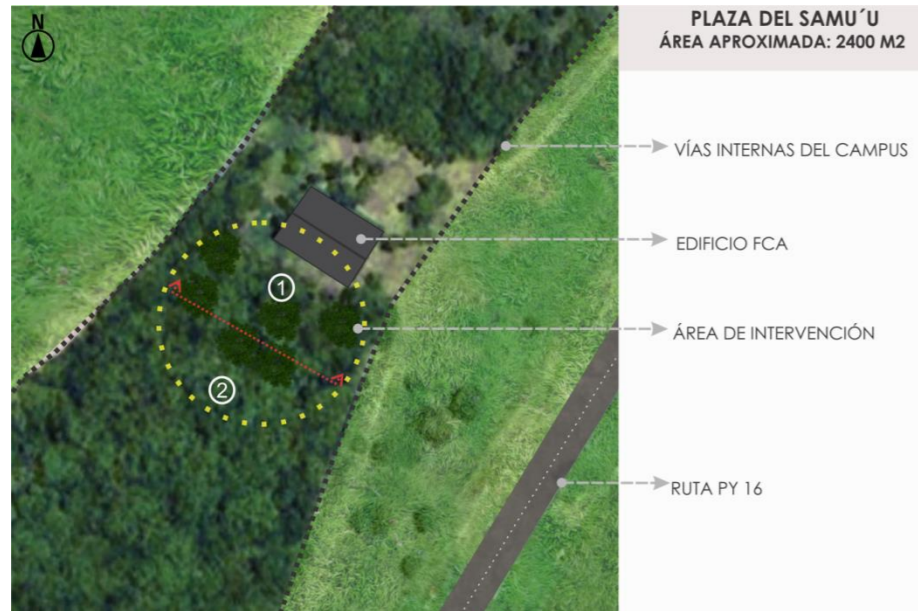 N
PLAZA DEL SAMU´U
ÁREA APROXIMADA: 2400 M2
VÍAS INTERNAS DEL CAMPUS
EDIFICIO FCA
1
ÁREA DE INTERVENCIÓN
2
RUTA PY 16